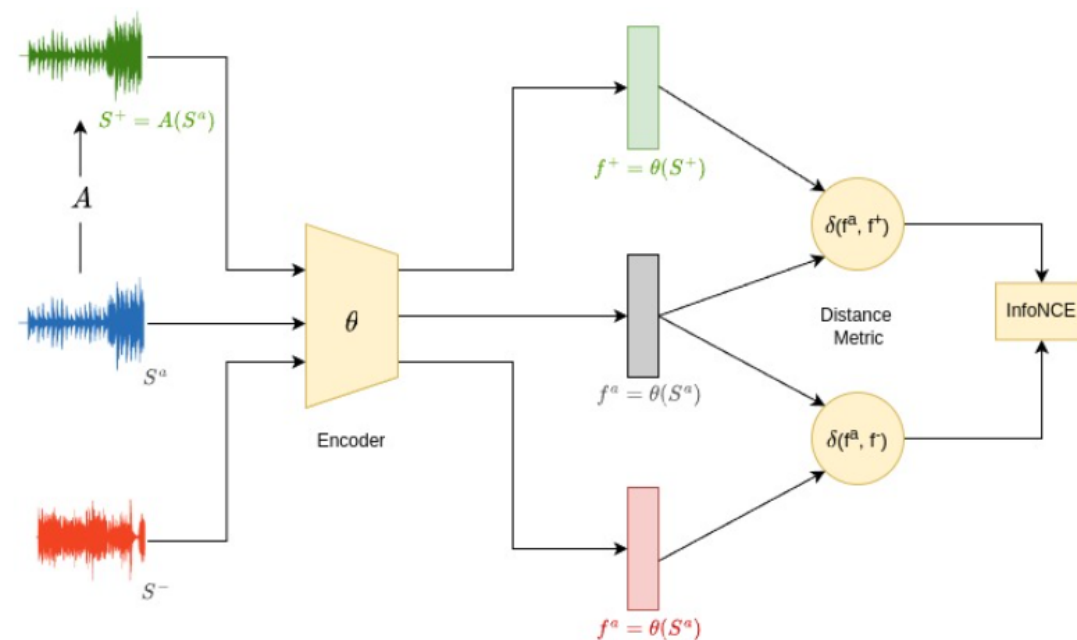 S⁺ = A(Sᵃ)
A
Sᵃ
S⁻
θ
Encoder
f⁺ = θ(S⁺)
fᵃ = θ(Sᵃ)
fᵃ = θ(Sᵃ)
δ(fᵃ, f⁺)
Distance
Metric
δ(fᵃ, f⁻)
InfoNCE